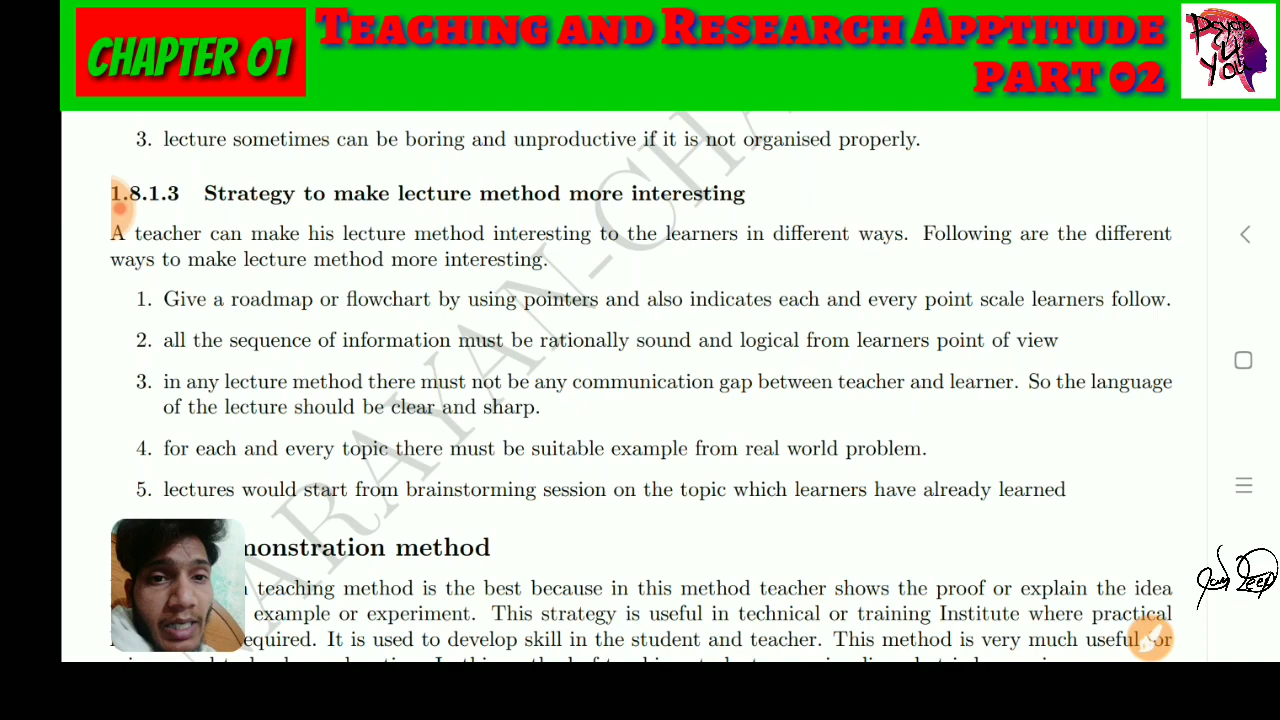 CHAPTER 01
TEACHING AND RESEARCH APPTITUDE
PART 02
Psycho
4
You
3. lecture sometimes can be boring and unproductive if it is not organised properly.
1.8.1.3 Strategy to make lecture method more interesting
A teacher can make his lecture method interesting to the learners in different ways. Following are the different
ways to make lecture method more interesting.
1. Give a roadmap or flowchart by using pointers and also indicates each and every point scale learners follow.
2. all the sequence of information must be rationally sound and logical from learners point of view
3. in any lecture method there must not be any communication gap between teacher and learner. So the language
of the lecture should be clear and sharp.
4. for each and every topic there must be suitable example from real world problem.
5. lectures would start from brainstorming session on the topic which learners have already learned
monstration method
teaching method is the best because in this method teacher shows the proof or explain the idea
example or experiment. This strategy is useful in technical or training Institute where practical
equired. It is used to develop skill in the student and teacher. This method is very much useful or
ARAYAN-CHA